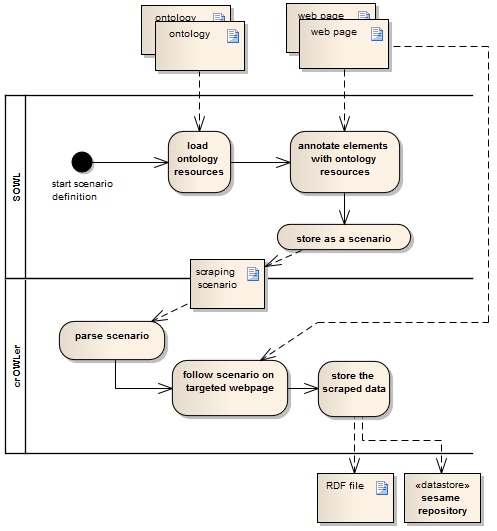 ontology
ontology
web page
web page
SOWL
start scenario
definition
load
ontology
resources
annotate elements
with ontology
resources
store as a scenario
scraping
scenario
crOWLer
parse scenario
follow scenario on
targeted webpage
store the
scraped data
RDF file
«datastore»
sesame
repository